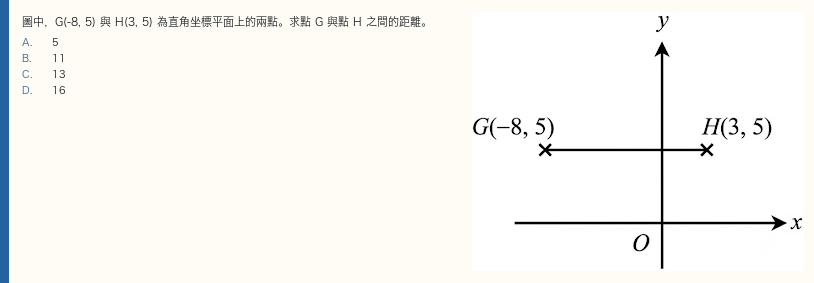 圖中，G(-8, 5) 與 H(3, 5) 為直角坐標平面上的兩點。求點 G 與點 H 之間的距離。
A. 5
B. 11
C. 13
D. 16
y
G(−8, 5)
H(3, 5)
x
O